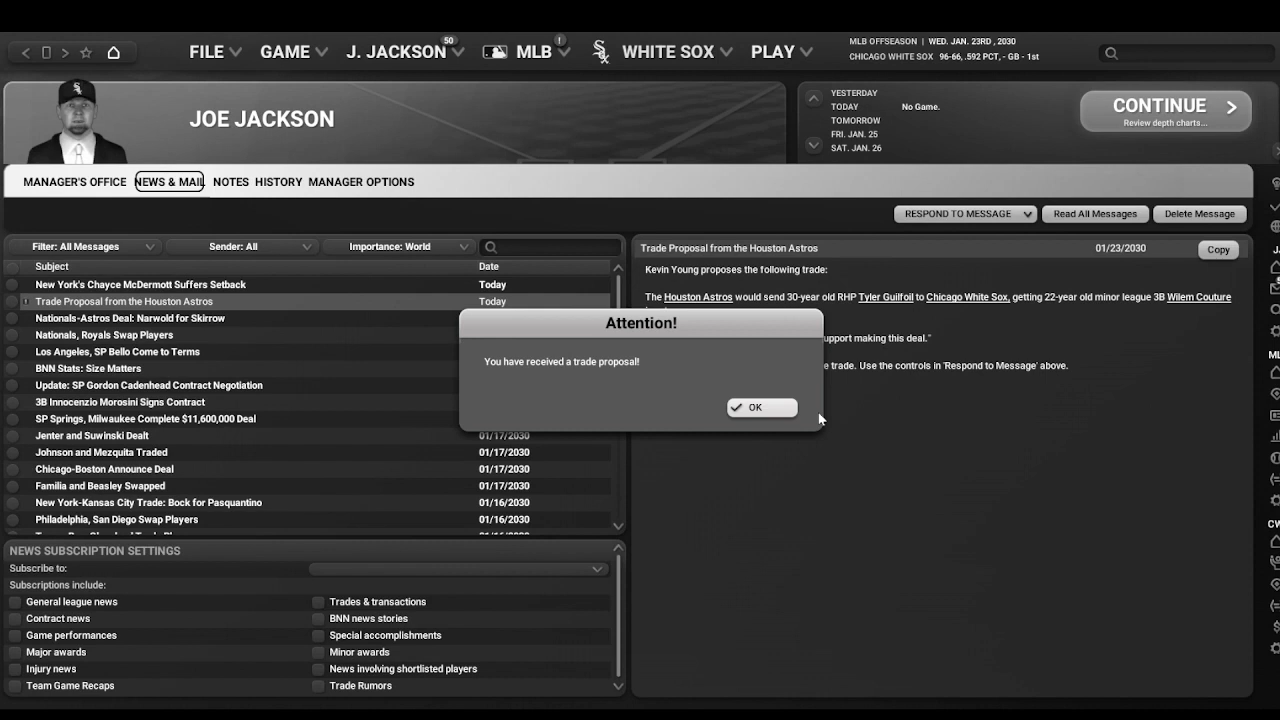 FILE GAME J. JACKSON 50 MLB ! WHITE SOX PLAY
MLB OFFSEASON | WED. JAN. 23RD , 2030
CHICAGO WHITE SOX 96-66, .592 PCT, - GB - 1st
JOE JACKSON
YESTERDAY
TODAY No Game.
TOMORROW
FRI. JAN. 25
SAT. JAN. 26
CONTINUE
Review depth charts...
MANAGER'S OFFICE NEWS & MAIL NOTES HISTORY MANAGER OPTIONS
RESPOND TO MESSAGE Read All Messages Delete Message
Filter: All Messages Sender: All Importance: World
Subject Date
New York's Chayce McDermott Suffers Setback Today
Trade Proposal from the Houston Astros Today
Nationals-Astros Deal: Narwold for Skirrow
Nationals, Royals Swap Players
Los Angeles, SP Bello Come to Terms
BNN Stats: Size Matters
Update: SP Gordon Cadenhead Contract Negotiation
3B Innocenzio Morosini Signs Contract
SP Springs, Milwaukee Complete $11,600,000 Deal
Jenter and Suwinski Dealt 01/17/2030
Johnson and Mezquita Traded 01/17/2030
Chicago-Boston Announce Deal 01/17/2030
Familia and Beasley Swapped 01/17/2030
New York-Kansas City Trade: Bock for Pasquantino 01/16/2030
Philadelphia, San Diego Swap Players 01/16/2030
Trade Proposal from the Houston Astros 01/23/2030 Copy
Kevin Young proposes the following trade:
The Houston Astros would send 30-year old RHP Tyler Guilfoil to Chicago White Sox, getting 22-year old minor league 3B Wilem Couture
upport making this deal."
e trade. Use the controls in 'Respond to Message' above.
Attention!
You have received a trade proposal!
OK
NEWS SUBSCRIPTION SETTINGS
Subscribe to:
Subscriptions include:
General league news Trades & transactions
Contract news BNN news stories
Game performances Special accomplishments
Major awards Minor awards
Injury news News involving shortlisted players
Team Game Recaps Trade Rumors